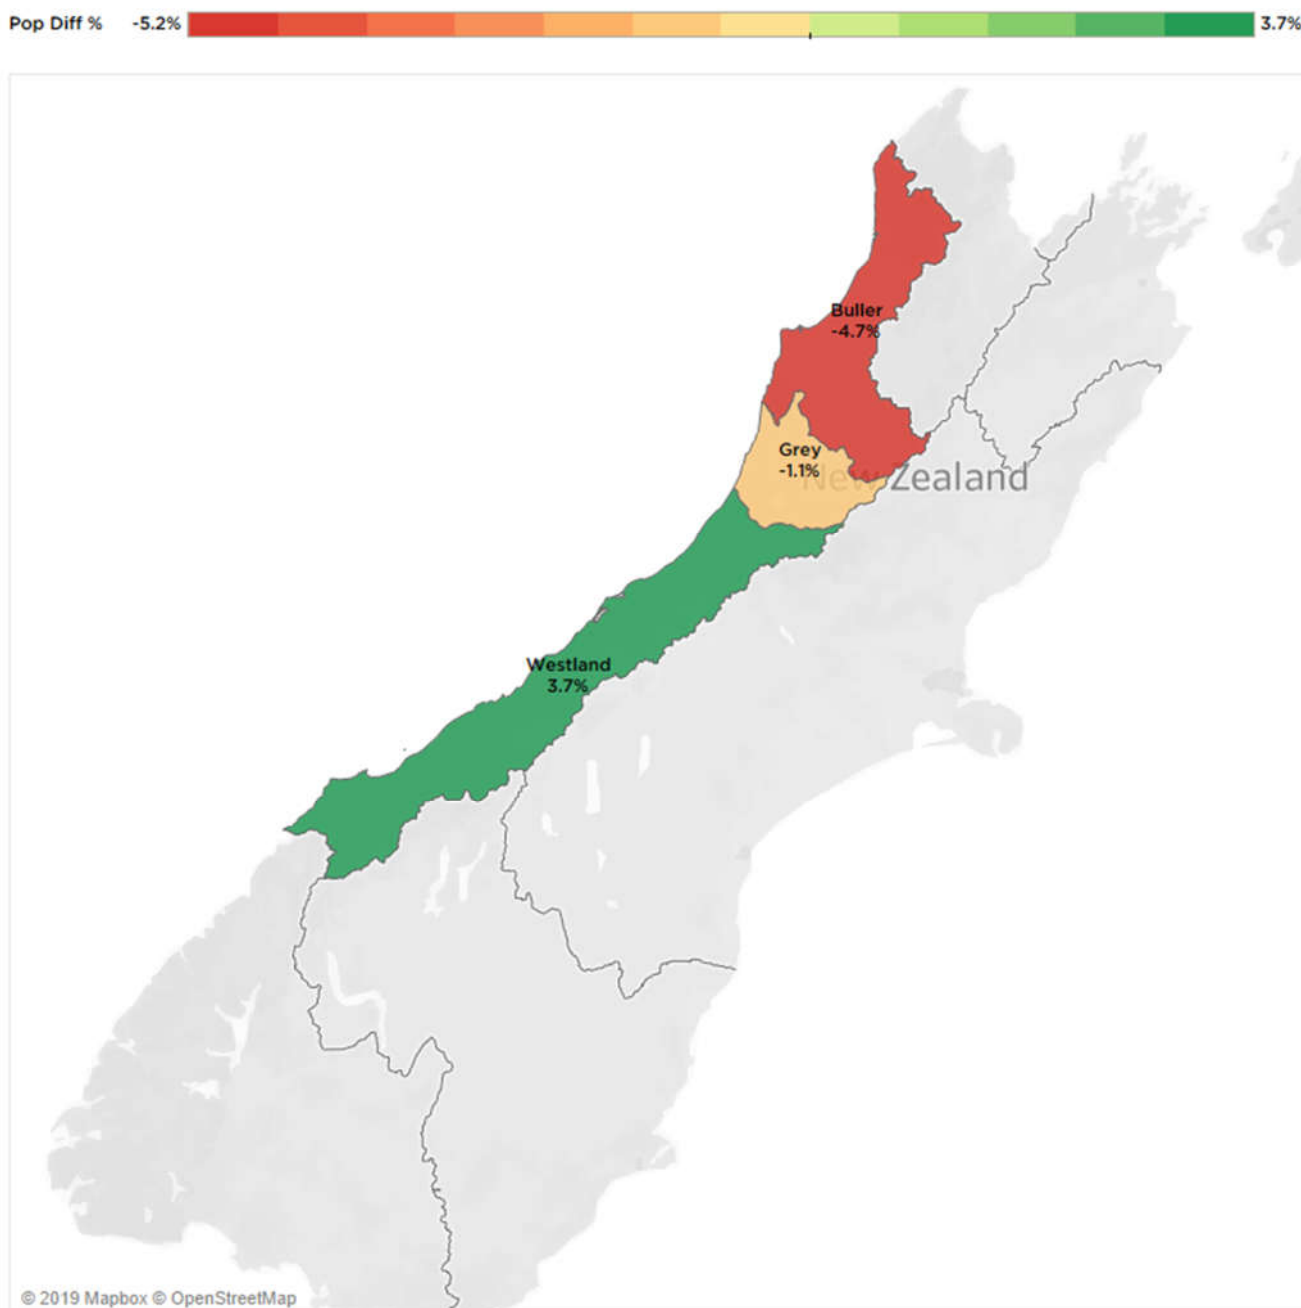 Pop Diff % -5.2% 3.7%
Buller
-4.7%
Grey
-1.1%
New Zealand
Westland
3.7%
© 2019 Mapbox © OpenStreetMap